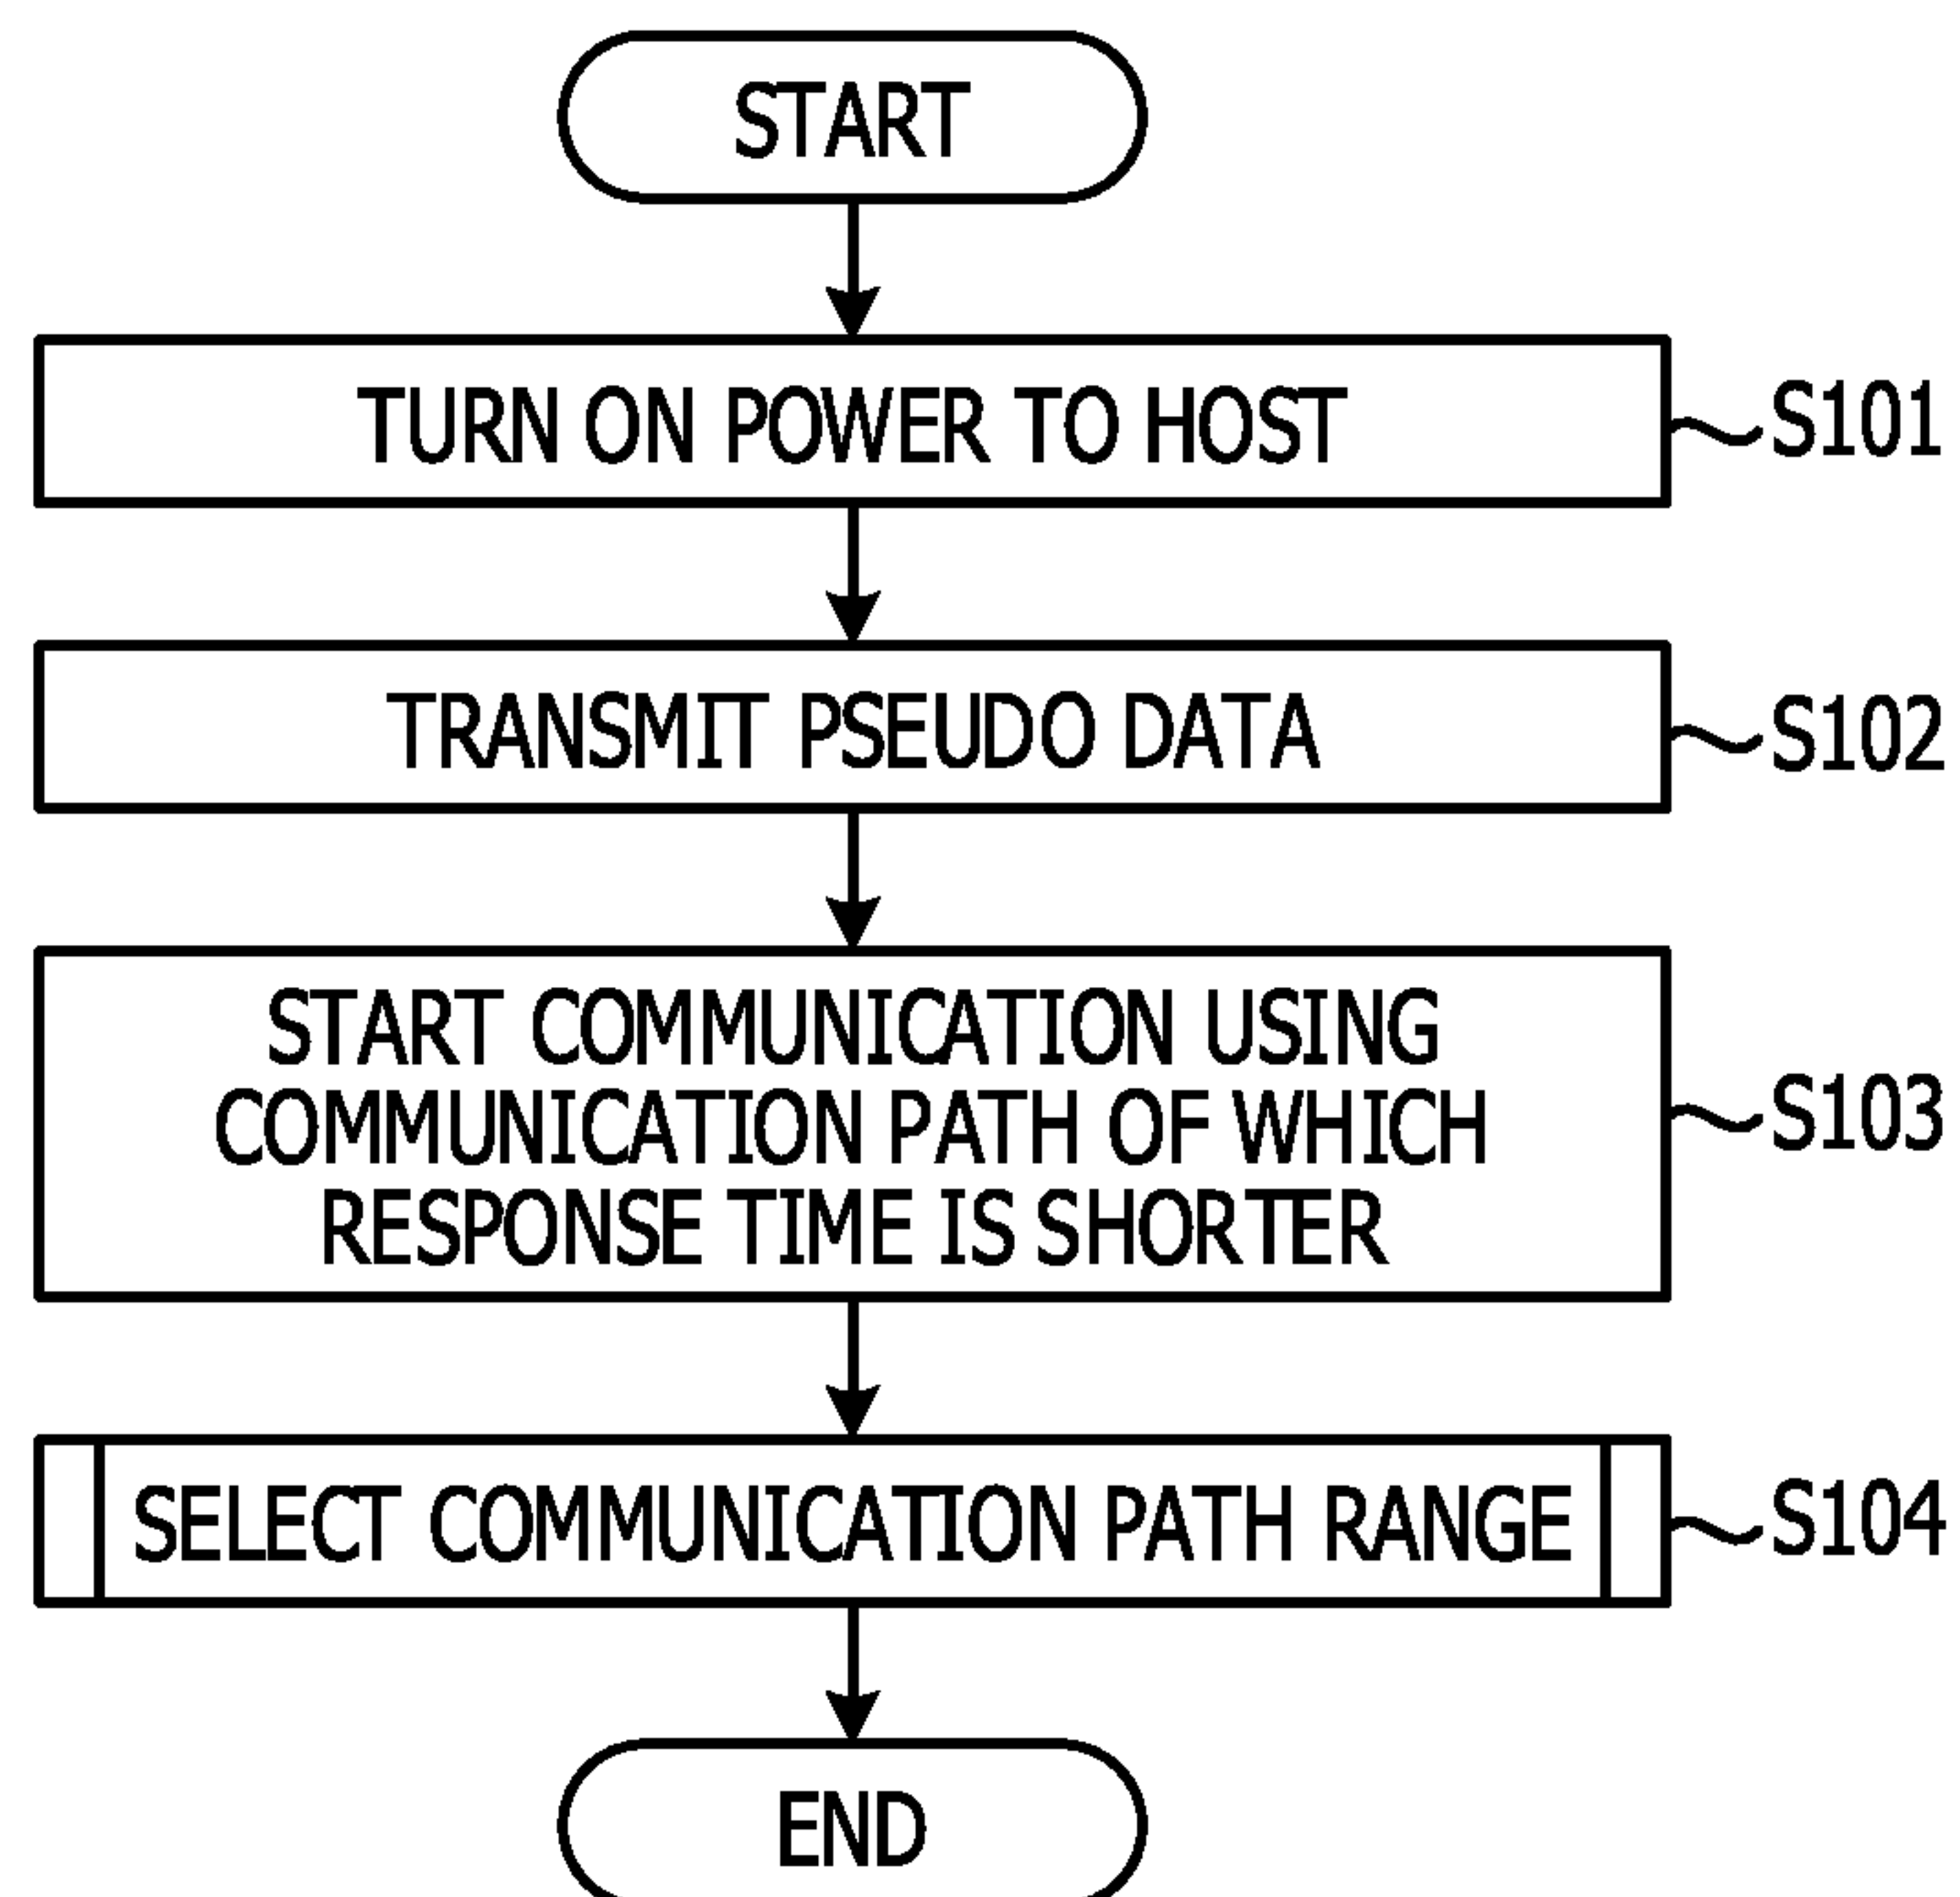 START
TURN ON POWER TO HOST
S101
TRANSMIT PSEUDO DATA
S102
START COMMUNICATION USING
COMMUNICATION PATH OF WHICH
RESPONSE TIME IS SHORTER
S103
SELECT COMMUNICATION PATH RANGE
S104
END